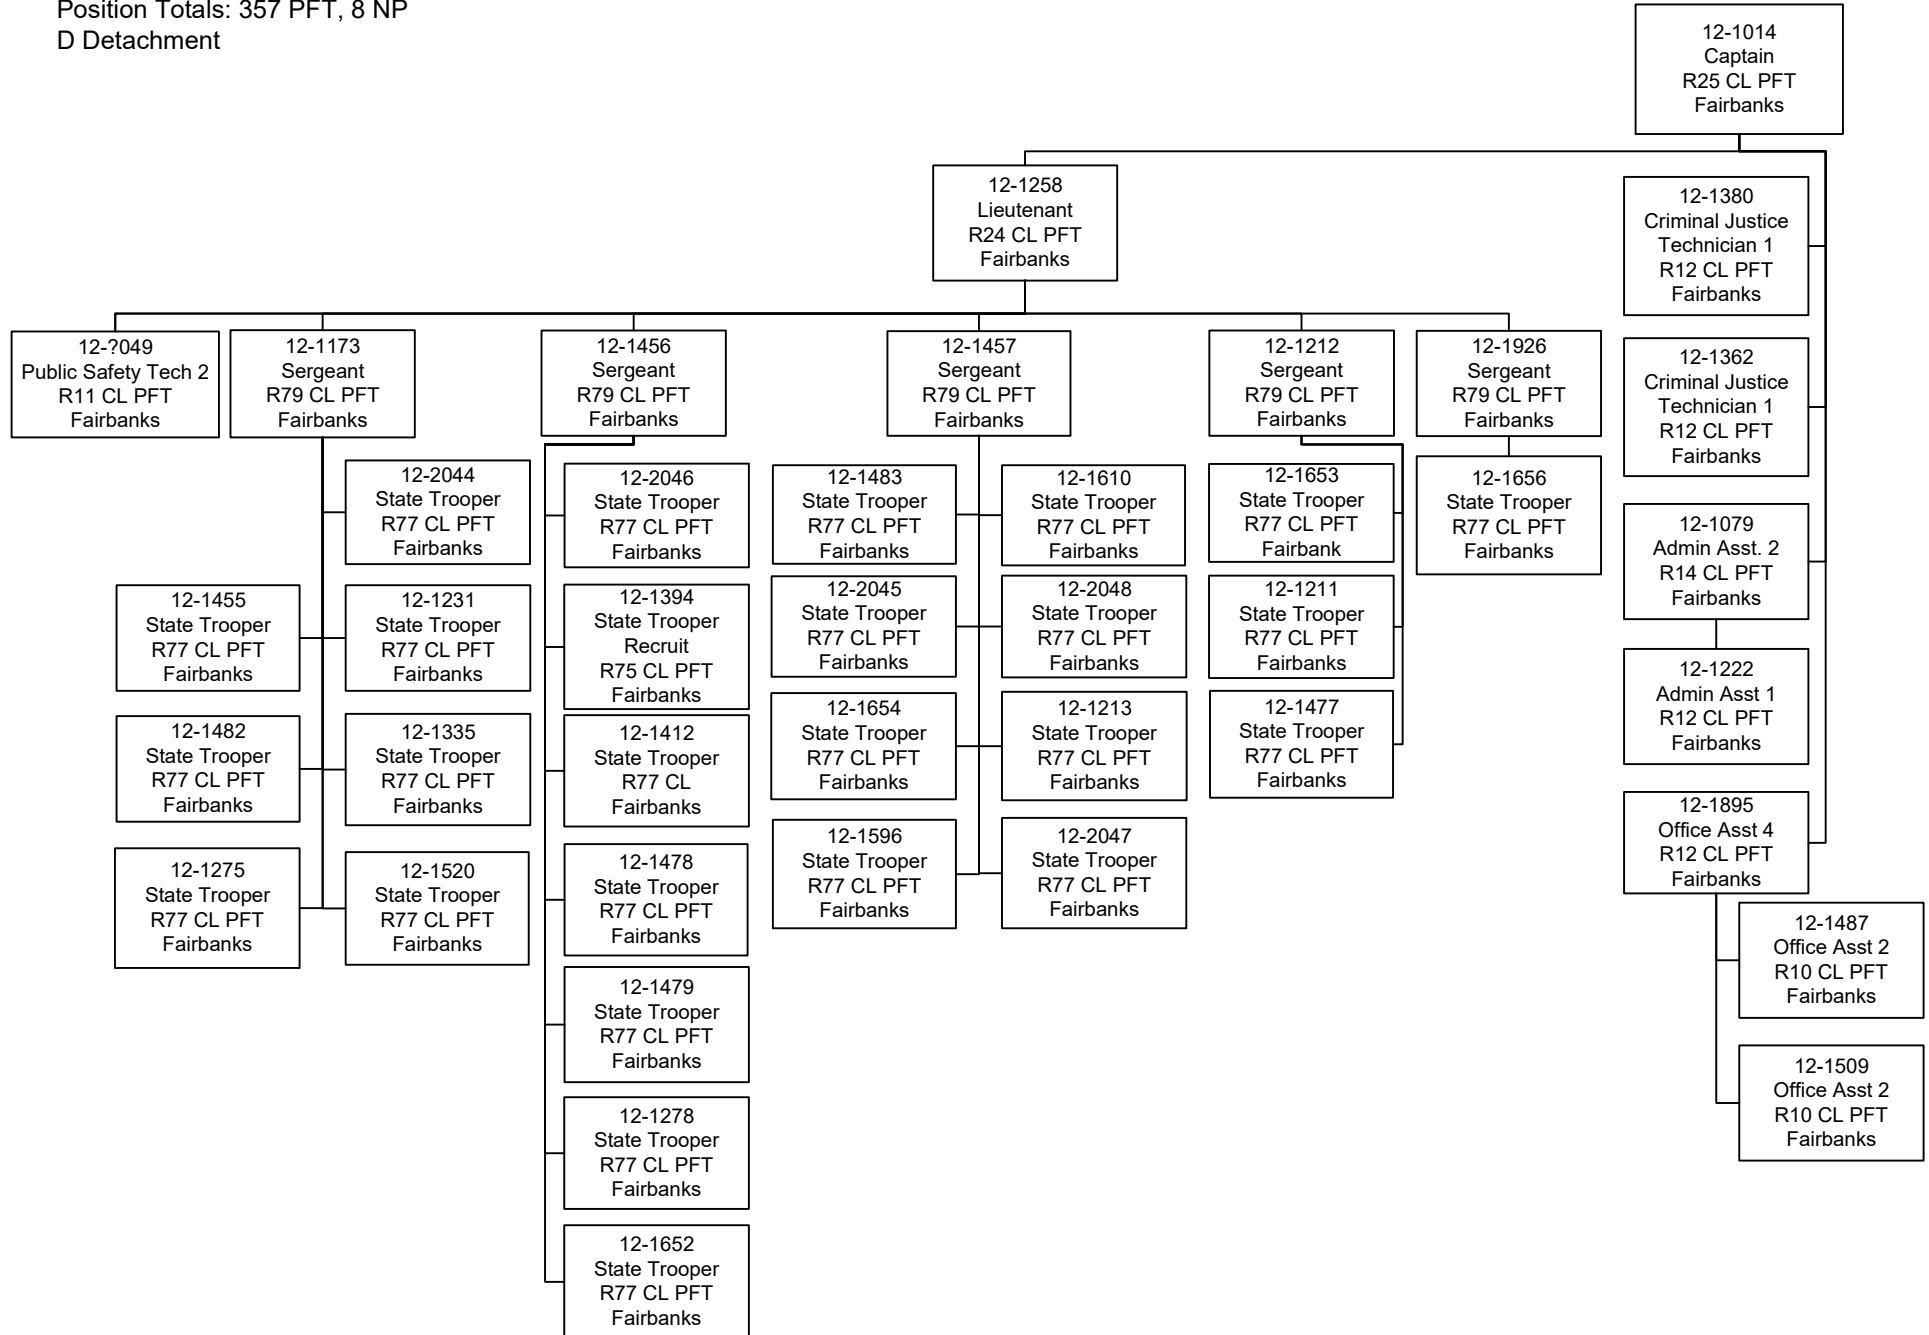 Position Totals: 357 PFT, 8 NP
D Detachment
12-1014
Captain
R25 CL PFT
Fairbanks
12-1258
Lieutenant
R24 CL PFT
Fairbanks
12-1380
Criminal Justice
Technician 1
R12 CL PFT
Fairbanks
12-1362
Criminal Justice
Technician 1
R12 CL PFT
Fairbanks
12-1079
Admin Asst. 2
R14 CL PFT
Fairbanks
12-1222
Admin Asst 1
R12 CL PFT
Fairbanks
12-1895
Office Asst 4
R12 CL PFT
Fairbanks
12-1487
Office Asst 2
R10 CL PFT
Fairbanks
12-1509
Office Asst 2
R10 CL PFT
Fairbanks
12-?049
Public Safety Tech 2
R11 CL PFT
Fairbanks
12-1173
Sergeant
R79 CL PFT
Fairbanks
12-2044
State Trooper
R77 CL PFT
Fairbanks
12-1455
State Trooper
R77 CL PFT
Fairbanks
12-1231
State Trooper
R77 CL PFT
Fairbanks
12-1482
State Trooper
R77 CL PFT
Fairbanks
12-1335
State Trooper
R77 CL PFT
Fairbanks
12-1275
State Trooper
R77 CL PFT
Fairbanks
12-1520
State Trooper
R77 CL PFT
Fairbanks
12-1456
Sergeant
R79 CL PFT
Fairbanks
12-2046
State Trooper
R77 CL PFT
Fairbanks
12-1394
State Trooper
Recruit
R75 CL PFT
Fairbanks
12-1412
State Trooper
R77 CL
Fairbanks
12-1478
State Trooper
R77 CL PFT
Fairbanks
12-1479
State Trooper
R77 CL PFT
Fairbanks
12-1278
State Trooper
R77 CL PFT
Fairbanks
12-1652
State Trooper
R77 CL PFT
Fairbanks
12-1457
Sergeant
R79 CL PFT
Fairbanks
12-1483
State Trooper
R77 CL PFT
Fairbanks
12-1610
State Trooper
R77 CL PFT
Fairbanks
12-2045
State Trooper
R77 CL PFT
Fairbanks
12-2048
State Trooper
R77 CL PFT
Fairbanks
12-1654
State Trooper
R77 CL PFT
Fairbanks
12-1213
State Trooper
R77 CL PFT
Fairbanks
12-1596
State Trooper
R77 CL PFT
Fairbanks
12-2047
State Trooper
R77 CL PFT
Fairbanks
12-1212
Sergeant
R79 CL PFT
Fairbanks
12-1653
State Trooper
R77 CL PFT
Fairbank
12-1211
State Trooper
R77 CL PFT
Fairbanks
12-1477
State Trooper
R77 CL PFT
Fairbanks
12-1926
Sergeant
R79 CL PFT
Fairbanks
12-1656
State Trooper
R77 CL PFT
Fairbanks